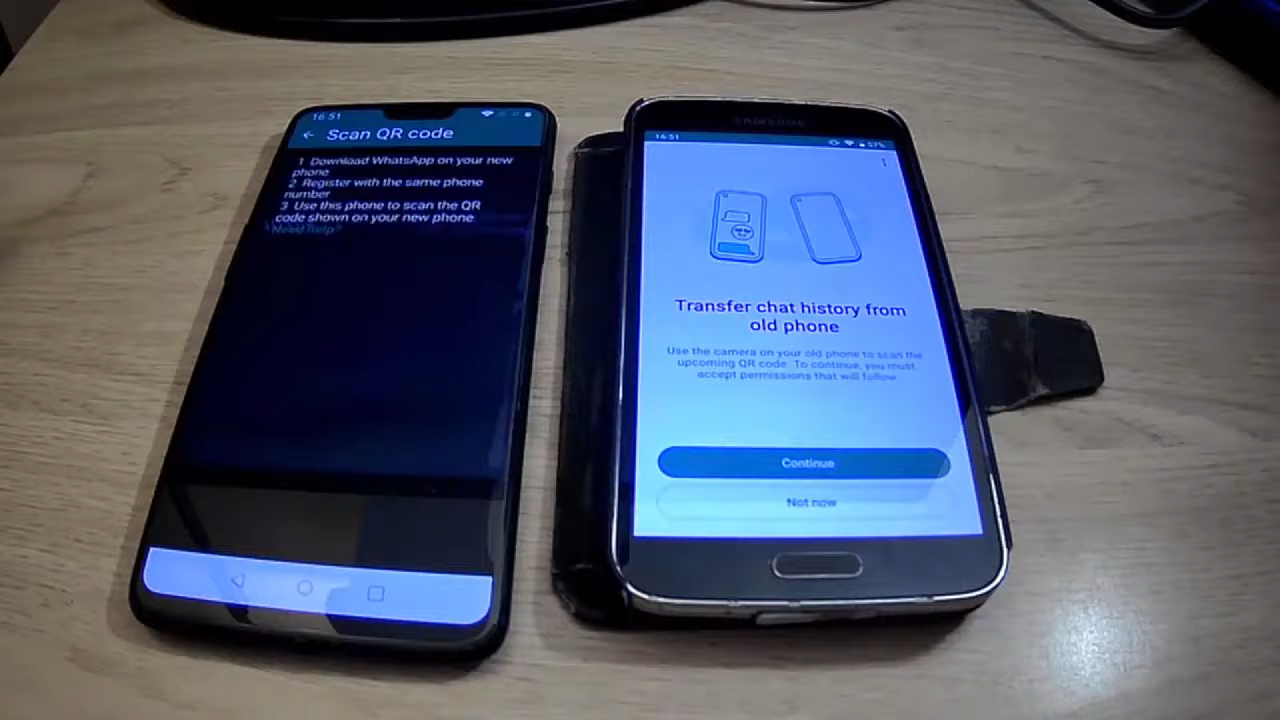 16 51
Scan QR code
1 Download WhatsApp on your new
phone
2 Register with the same phone
number
3 Use this phone to scan the QR
code shown on your new phone
Need help?
SAMSUNG
16:51
57%
Transfer chat history from
old phone
Use the camera on your old phone to scan the
upcoming QR code. To continue, you must
accept permissions that will follow
Continue
Not now